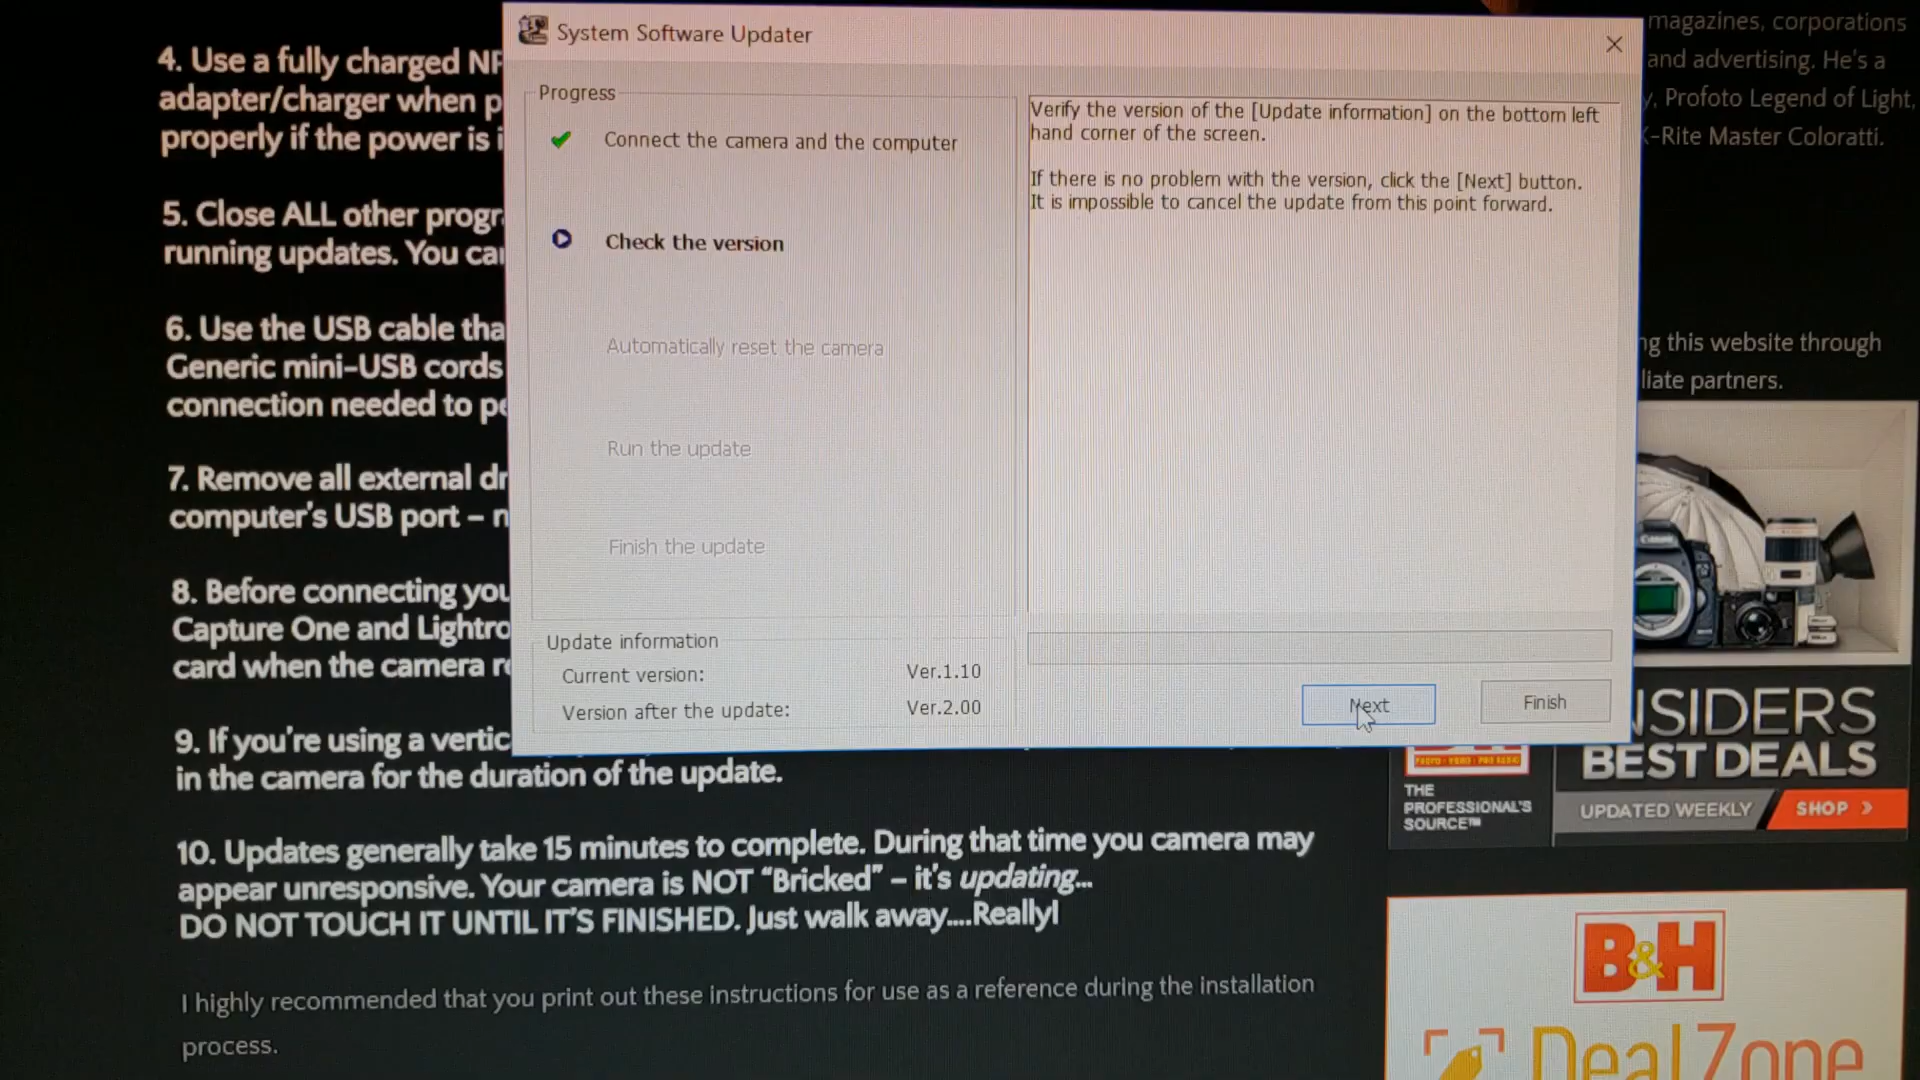 System Software Updater
Progress
Connect the camera and the computer
Check the version
Automatically reset the camera
Run the update
Finish the update
Update information
Current version: Ver.1.10
Version after the update: Ver.2.00
Verify the version of the [Update information] on the bottom left
hand corner of the screen.
If there is no problem with the version, click the [Next] button.
It is impossible to cancel the update from this point forward.
Next
Finish
4. Use a fully charged
adapter/charger when
properly if the power is
5. Close ALL other
running updates. You
6. Use the USB cable
Generic mini-USB cords
connection needed to
7. Remove all external
computer's USB port –
8. Before connecting
Capture One and
card when the camera
9. If you're using a
in the camera for the duration of the update.
10. Updates generally take 15 minutes to complete. During that time you camera may
appear unresponsive. Your camera is NOT “Bricked” – it's updating...
DO NOT TOUCH IT UNTIL IT'S FINISHED. Just walk away....Really!
I highly recommended that you print out these instructions for use as a reference during the installation
process.
magazines, corporations
and advertising. He's a
, Profoto Legend of Light,
-Rite Master Coloratti.
this website through
partners.
Canon
NSIDERS
BEST DEALS
UPDATED WEEKLY
SHOP >
PHOTO · VIDEO · PRO AUDIO
THE
PROFESSIONAL'S
SOURCE™
B&H
DealZone